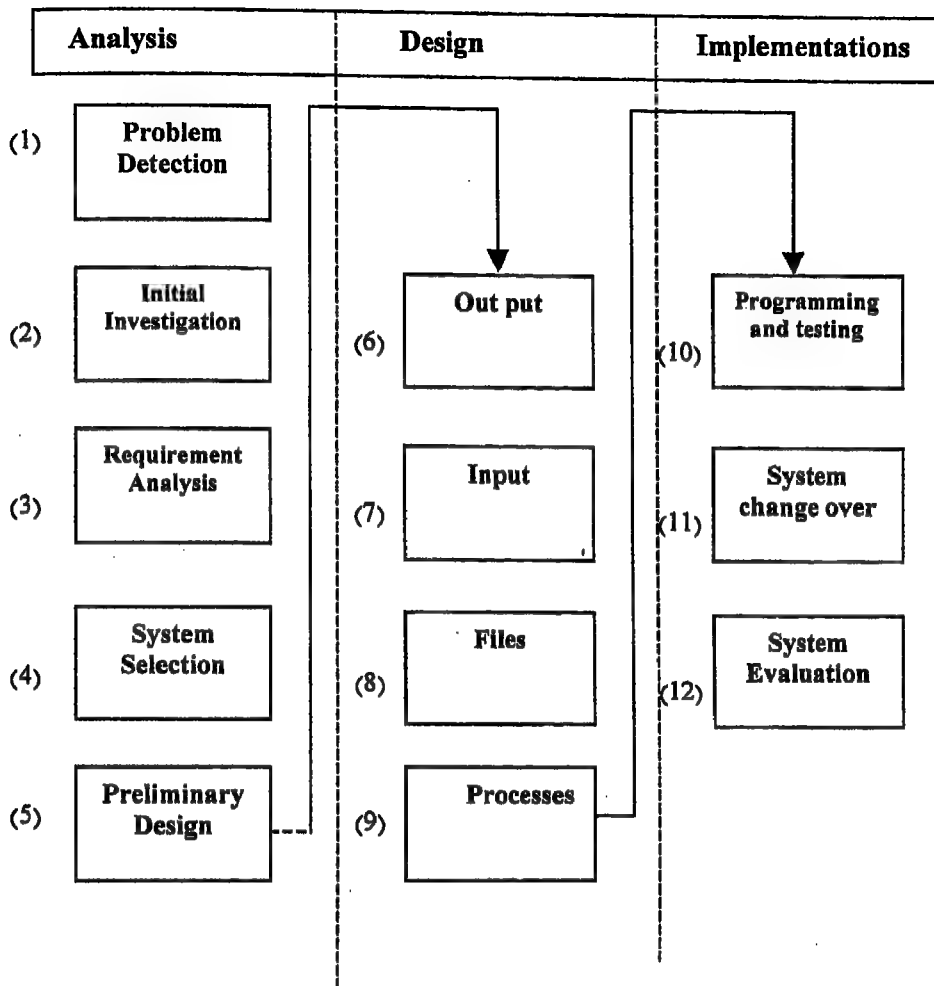 Analysis
Design
Implementations
(1)
Problem
Detection
(2)
Initial
Investigation
(3)
Requirement
Analysis
(4)
System
Selection
(5)
Preliminary
Design
(6)
Out put
(7)
Input
(8)
Files
(9)
Processes
(10)
Programming
and testing
(11)
System
change over
(12)
System
Evaluation